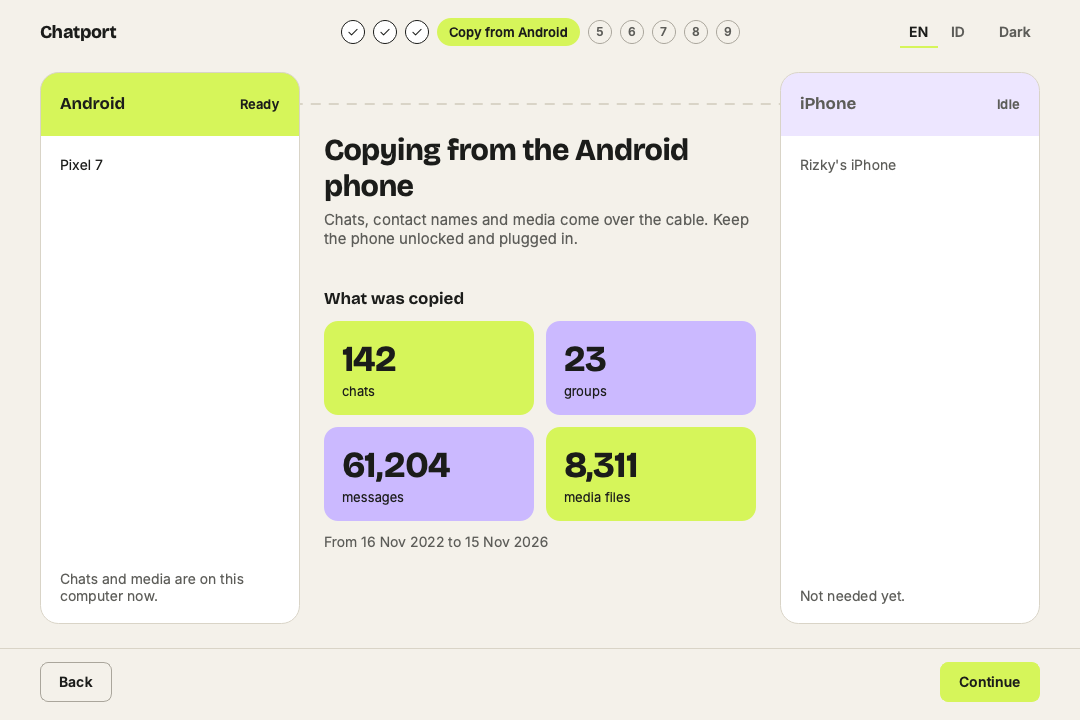 Chatport
Copy from Android
5
6
7
8
9
EN
ID
Dark
Android
Ready
Pixel 7
Chats and media are on this
computer now.
Copying from the Android
phone
Chats, contact names and media come over the cable. Keep
the phone unlocked and plugged in.
What was copied
142
chats
23
groups
61,204
messages
8,311
media files
From 16 Nov 2022 to 15 Nov 2026
iPhone
Idle
Rizky's iPhone
Not needed yet.
Back
Continue